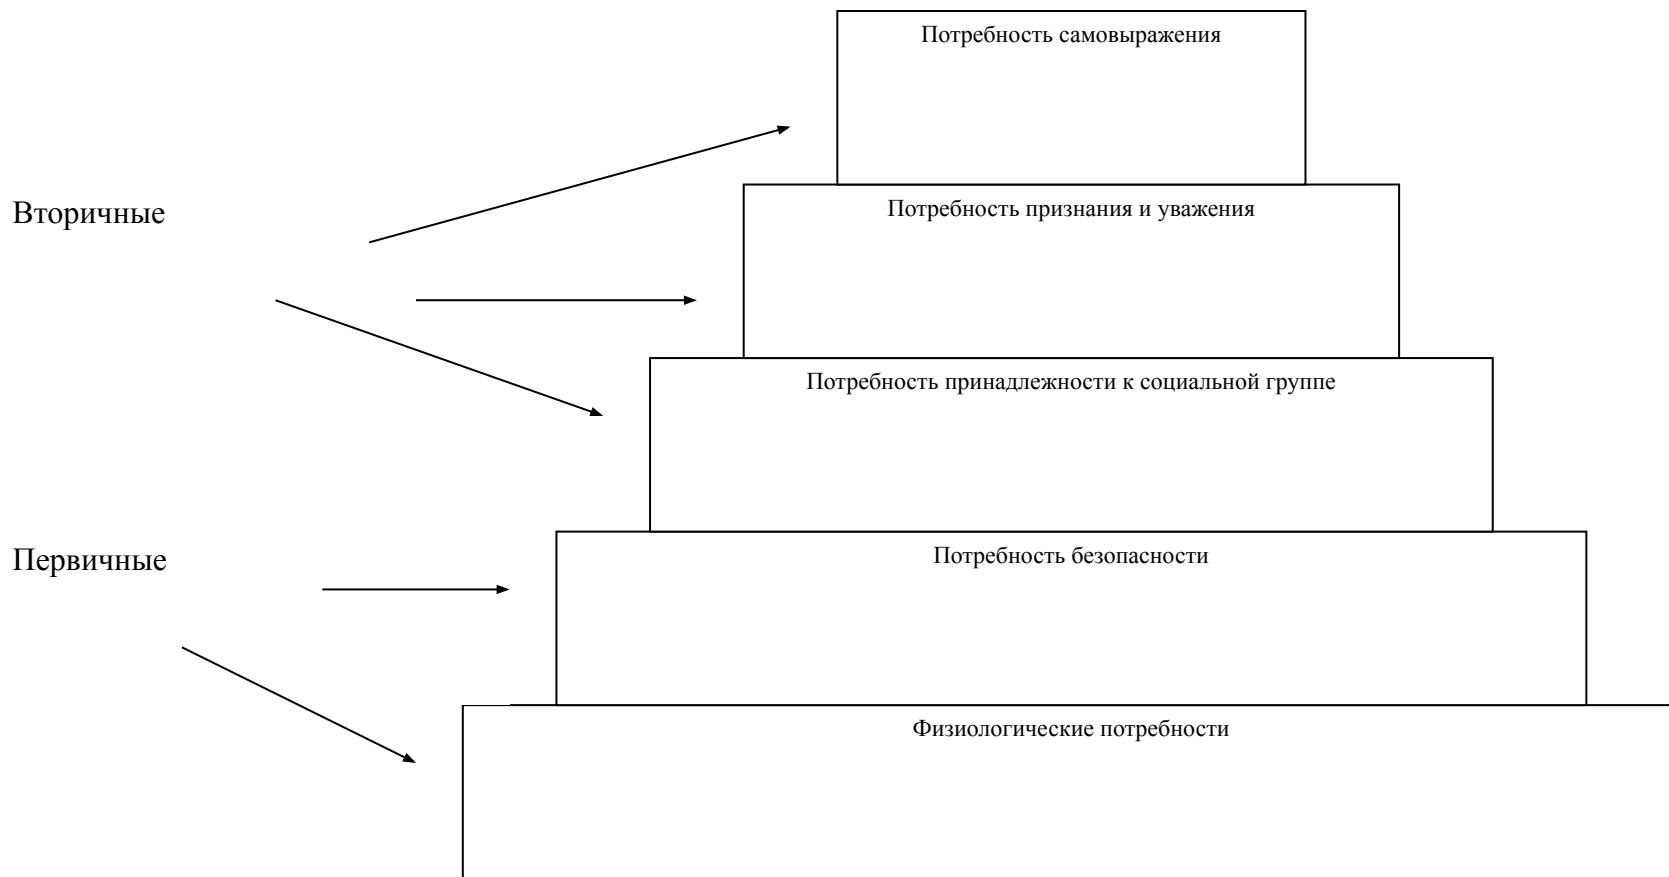 Потребность самовыражения
Вторичные
Потребность признания и уважения
Потребность принадлежности к социальной группе
Первичные
Потребность безопасности
Физиологические потребности